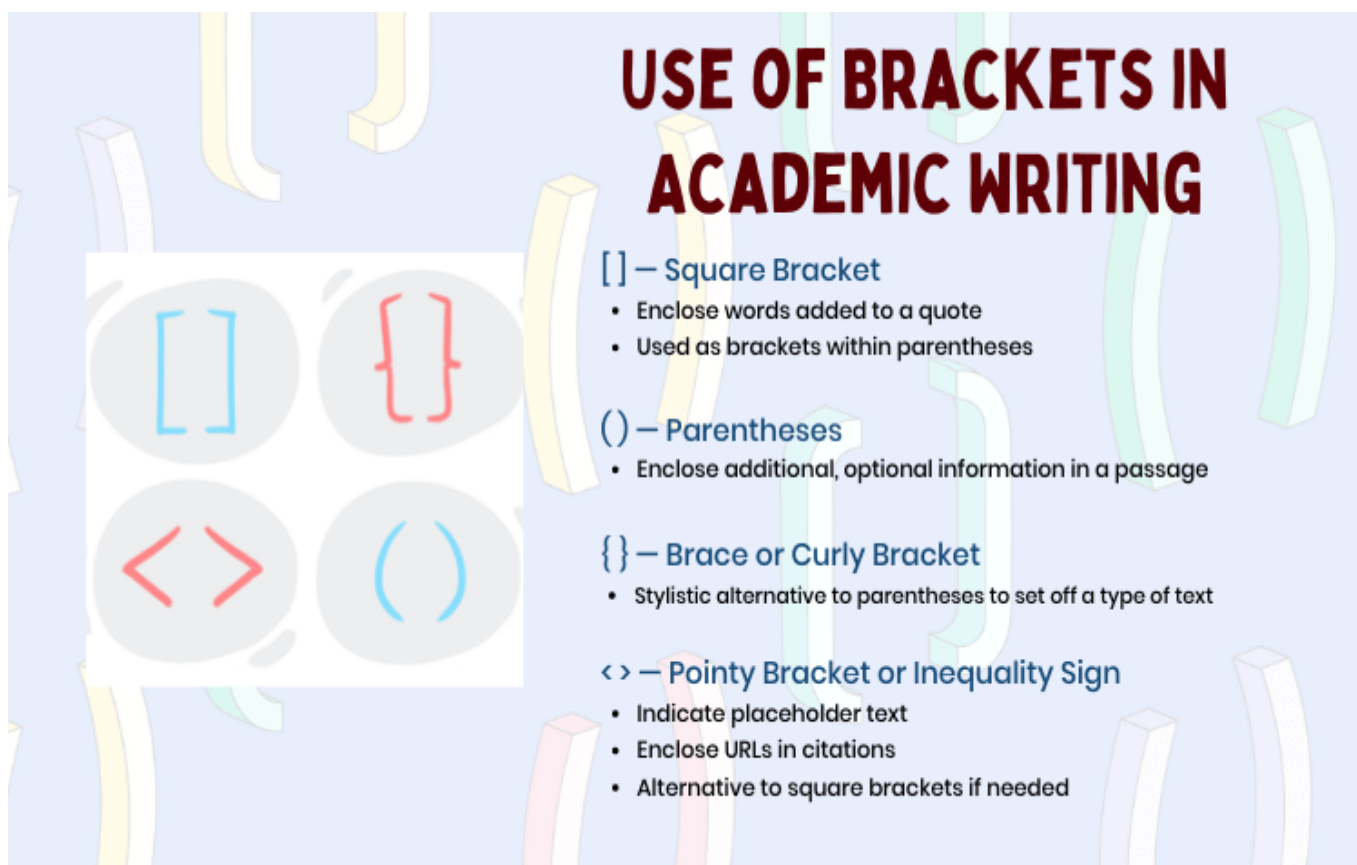 USE OF BRACKETS IN
ACADEMIC WRITING
[ ] – Square Bracket
• Enclose words added to a quote
• Used as brackets within parentheses
( ) – Parentheses
• Enclose additional, optional information in a passage
{ } – Brace or Curly Bracket
• Stylistic alternative to parentheses to set off a type of text
< > – Pointy Bracket or Inequality Sign
• Indicate placeholder text
• Enclose URLs in citations
• Alternative to square brackets if needed
[ ] { }
< > ( )